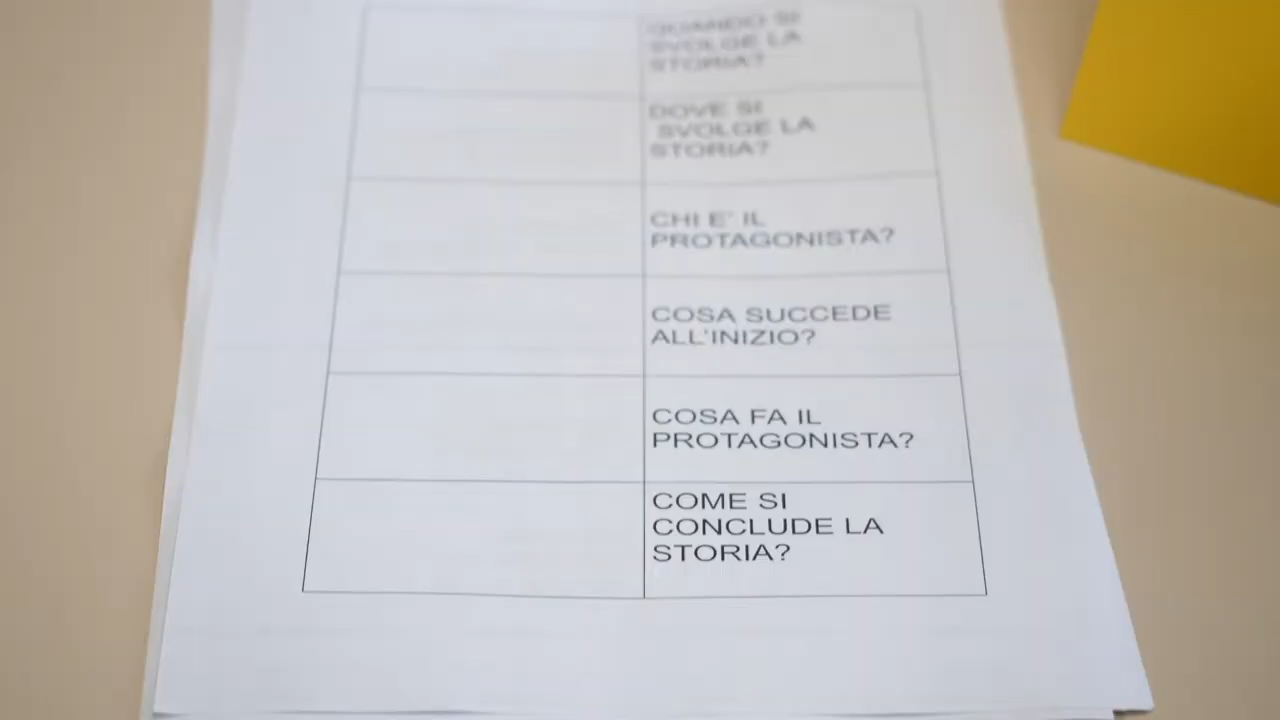 QUANDO SI
SVOLGE LA
STORIA?
DOVE SI
SVOLGE LA
STORIA?
CHI E' IL
PROTAGONISTA?
COSA SUCCEDE
ALL'INIZIO?
COSA FA IL
PROTAGONISTA?
COME SI
CONCLUDE LA
STORIA?